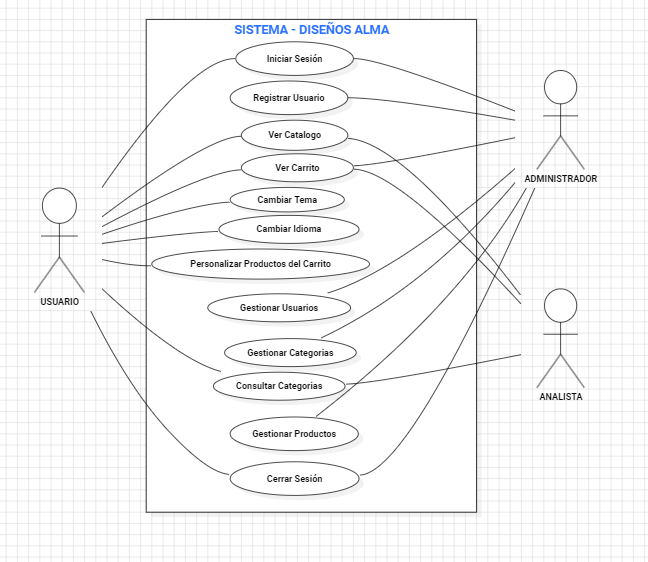 SISTEMA - DISEÑOS ALMA
Iniciar Sesión
Registrar Usuario
Ver Catalogo
Ver Carrito
ADMINISTRADOR
Cambiar Tema
Cambiar Idioma
Personalizar Productos del Carrito
USUARIO
Gestionar Usuarios
Gestionar Categorias
Consultar Categorias
ANALISTA
Gestionar Productos
Cerrar Sesión